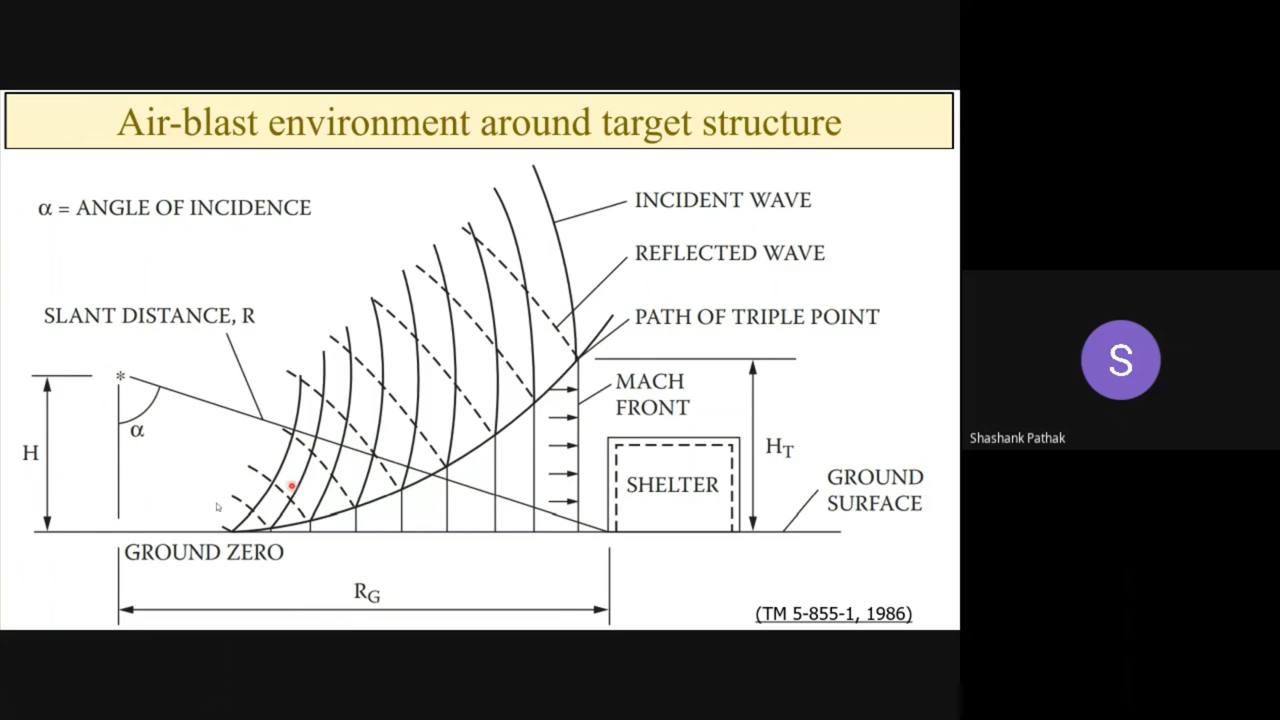 Air-blast environment around target structure
α = ANGLE OF INCIDENCE
INCIDENT WAVE
REFLECTED WAVE
SLANT DISTANCE, R
PATH OF TRIPLE POINT
*
α
MACH
FRONT
H
H_T
SHELTER
GROUND
SURFACE
GROUND ZERO
R_G
(TM 5-855-1, 1986)
S
Shashank Pathak